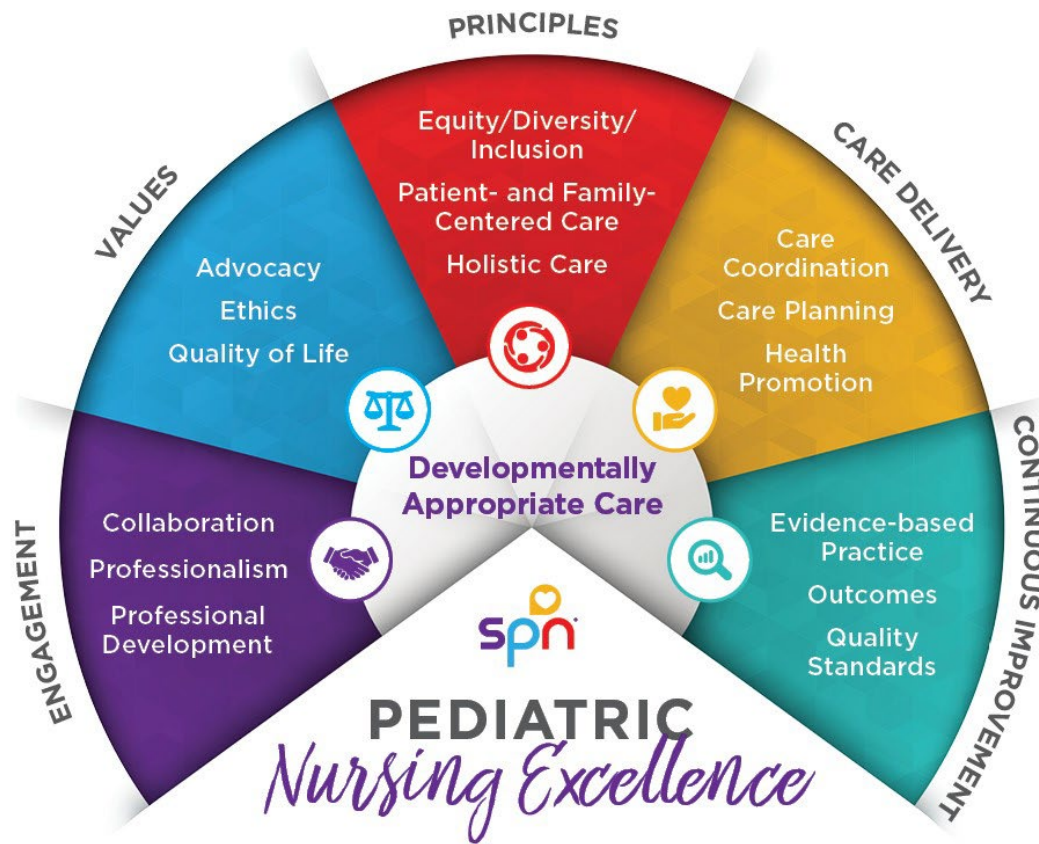 PRINCIPLES
VALUES
CARE DELIVERY
ENGAGEMENT
CONTINUOUS IMPROVEMENT
Equity/Diversity/
Inclusion
Patient- and Family-
Centered Care
Holistic Care
Advocacy
Ethics
Quality of Life
Care
Coordination
Care Planning
Health
Promotion
Collaboration
Professionalism
Professional
Development
Evidence-based
Practice
Outcomes
Quality
Standards
Developmentally
Appropriate Care
spn
PEDIATRIC
Nursing Excellence